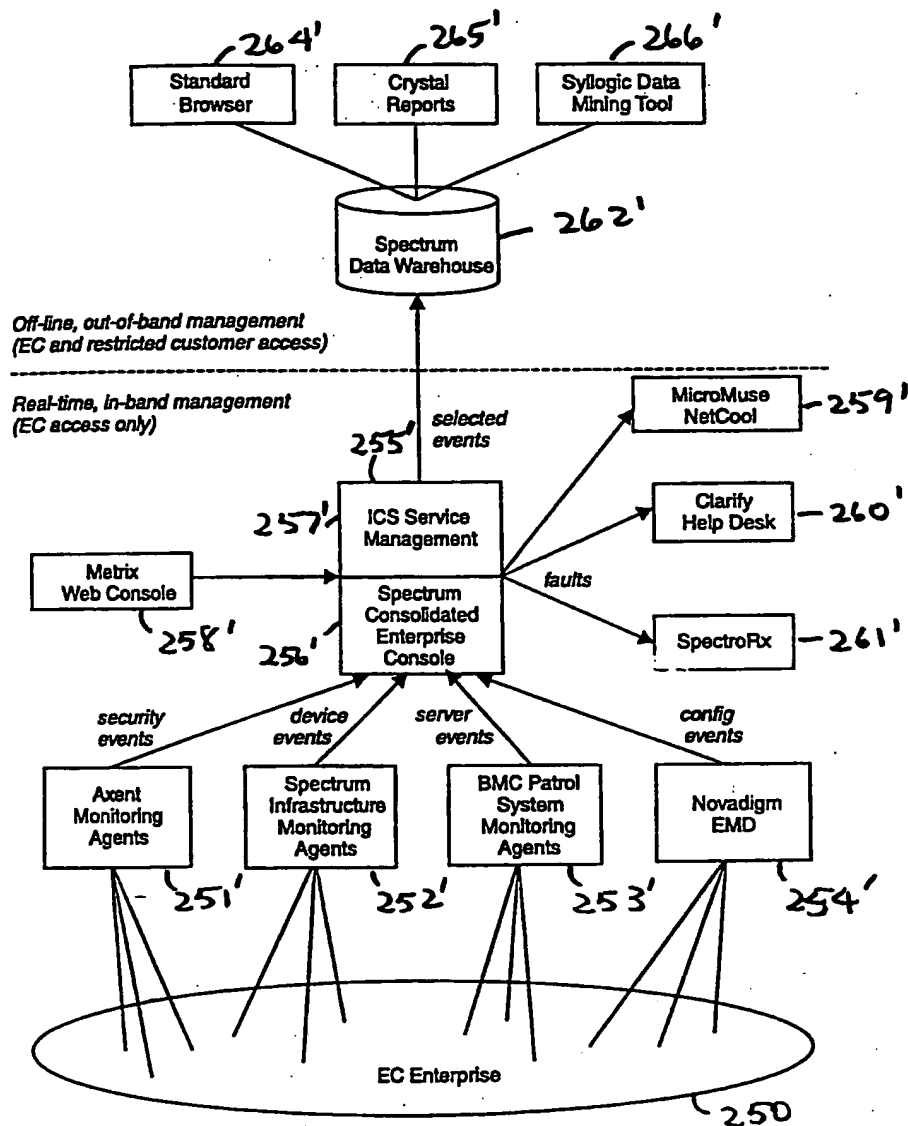 264' 265' 266'
Standard
Browser
Crystal
Reports
Syllogic Data
Mining Tool
262'
Spectrum
Data Warehouse
Off-line, out-of-band management
(EC and restricted customer access)
Real-time, in-band management
(EC access only)
selected
events
MicroMuse
NetCool
259'
255'
257'
ICS Service
Management
Clarify
Help Desk
260'
Metrix
Web Console
258'
256'
Spectrum
Consolidated
Enterprise
Console
faults
SpectroRx
261'
security
events
device
events
server
events
config
events
Axent
Monitoring
Agents
251'
Spectrum
Infrastructure
Monitoring
Agents
252'
BMC Patrol
System
Monitoring
Agents
253'
Novadigm
EMD
254'
EC Enterprise
250